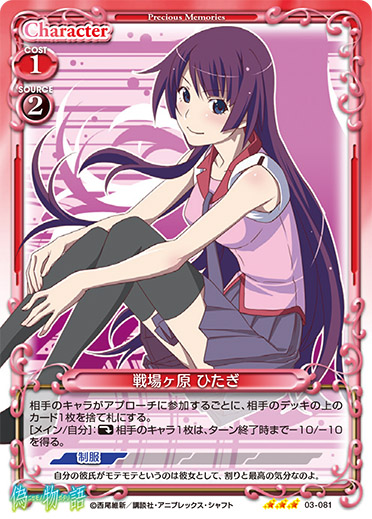 Precious Memories
Character
COST
1
SOURCE
2
戦場ヶ原 ひたぎ
相手のキャラがアプローチに参加するごとに、相手のデッキの上の
カード1枚を捨て札にする。
[メイン/自分]:相手のキャラ1枚は、ターン終了時まで-10/-10
を得る。
制服
自分の彼氏がモテモテというのは彼女として、割りと最高の気分なのよ。
偽物語
©西尾維新/講談社・アニプレックス・シャフト
03-081